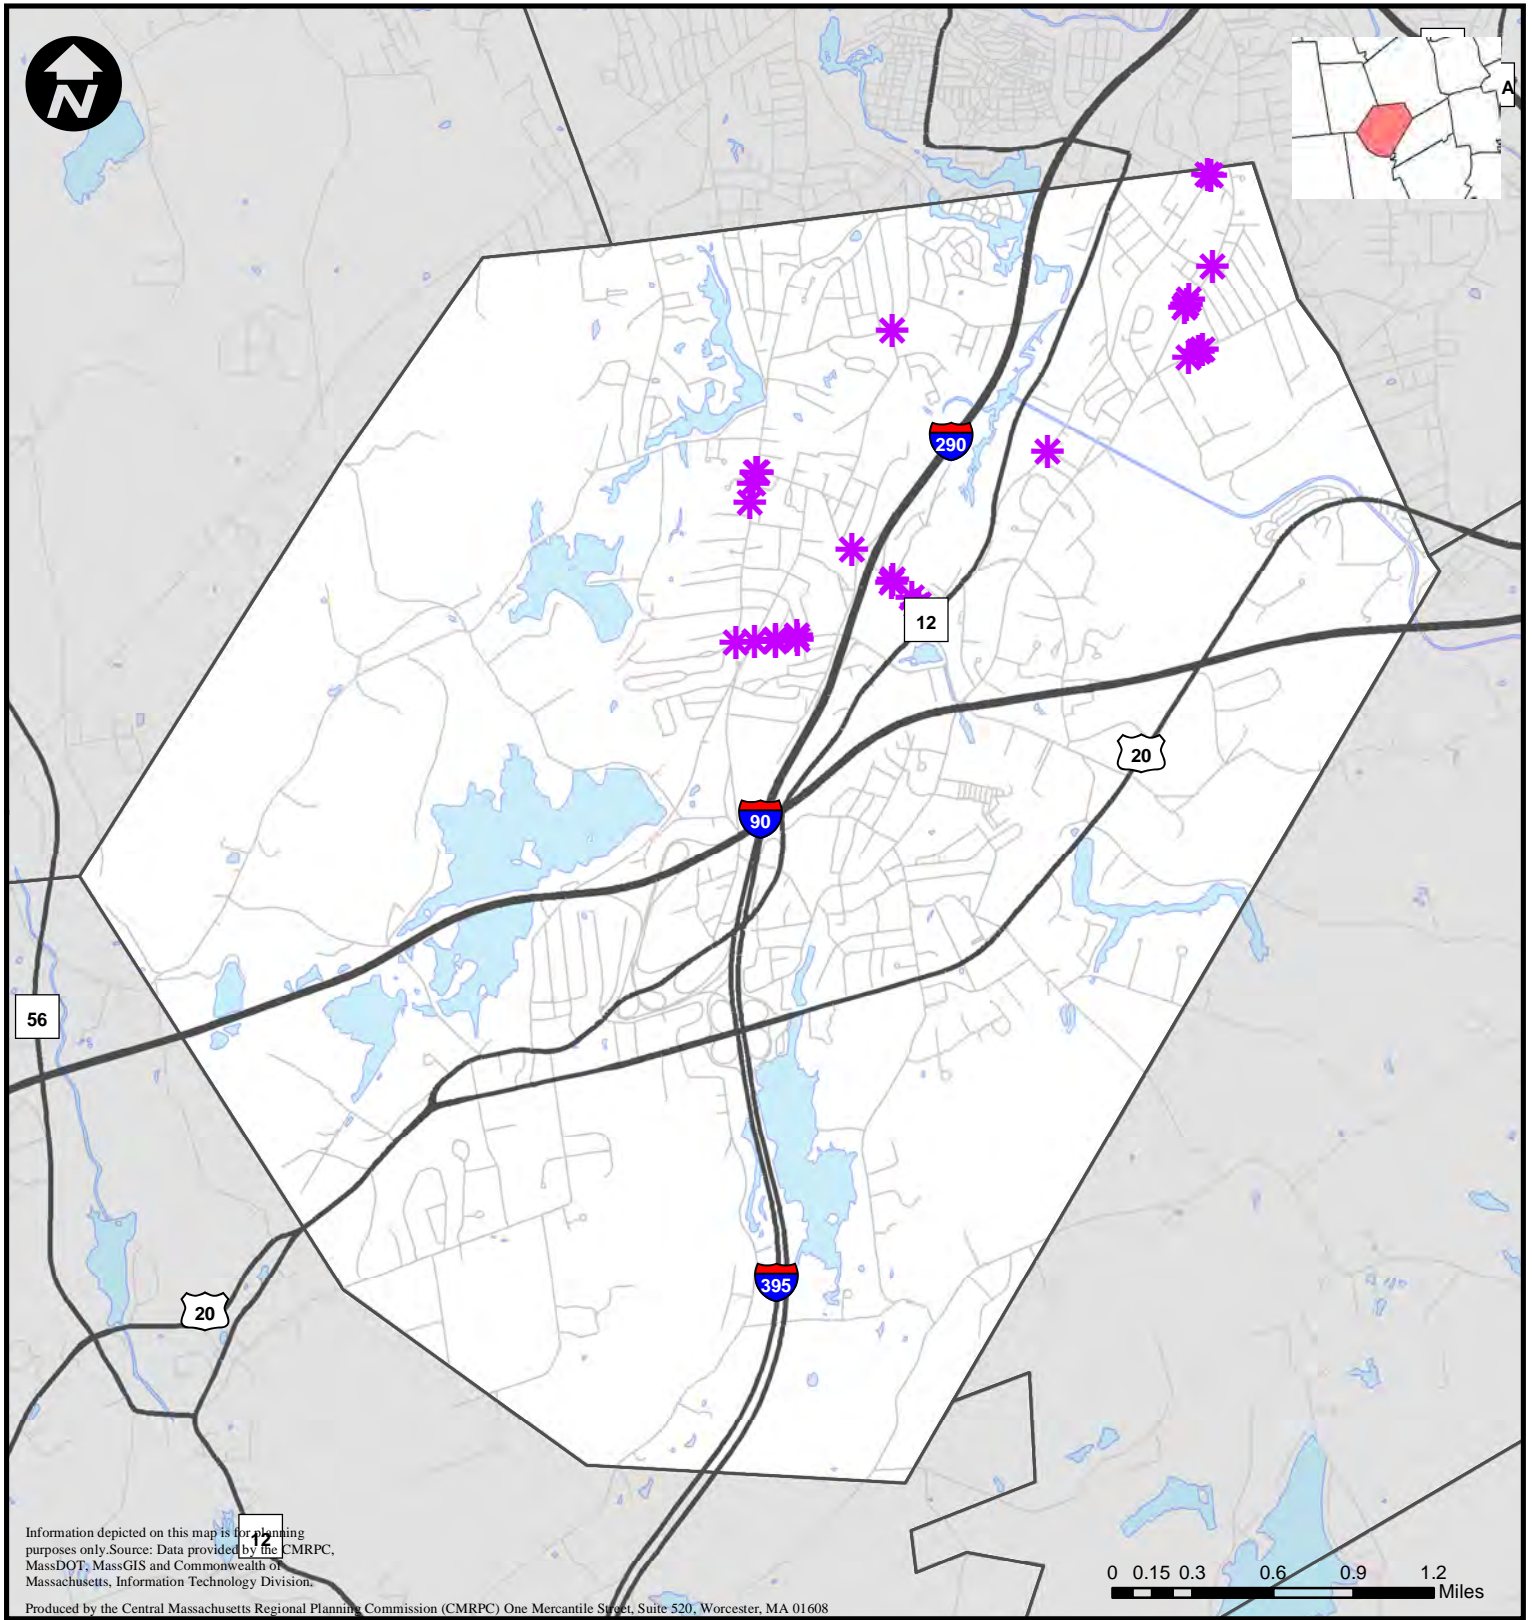 N
A
290
12
20
90
56
395
20
12
Information depicted on this map is for planning
purposes only.Source: Data provided by the CMRPC,
MassDOT, MassGIS and Commonwealth of
Massachusetts, Information Technology Division.
Produced by the Central Massachusetts Regional Planning Commission (CMRPC) One Mercantile Street, Suite 520, Worcester, MA 01608
0 0.15 0.3 0.6 0.9 1.2
Miles